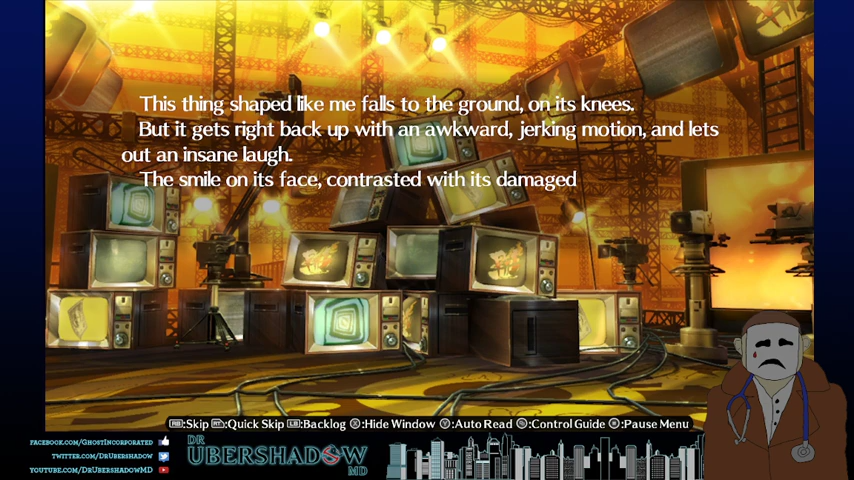 This thing shaped like me falls to the ground, on its knees.
But it gets right back up with an awkward, jerking motion, and lets
out an insane laugh.
The smile on its face, contrasted with its damaged
RB:Skip RT:Quick Skip LB:Backlog X:Hide Window Y:Auto Read :Control Guide :Pause Menu
facebook.com/GhostIncorporated
twitter.com/DrUbershadow
youtube.com/DrUbershadowMD
DR
UBERSHADOW
MD